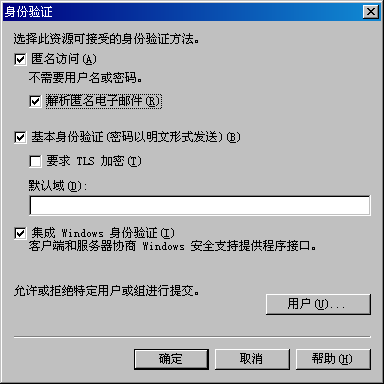 身份验证
选择此资源可接受的身份验证方法。
匿名访问(A)
不需要用户名或密码。
解析匿名电子邮件(R)
基本身份验证(密码以明文形式发送)(B)
要求 TLS 加密(T)
默认域(D):
集成 Windows 身份验证(I)
客户端和服务器协商 Windows 安全支持提供程序接口。
允许或拒绝特定用户或组进行提交。
用户(U)...
确定
取消
帮助(H)